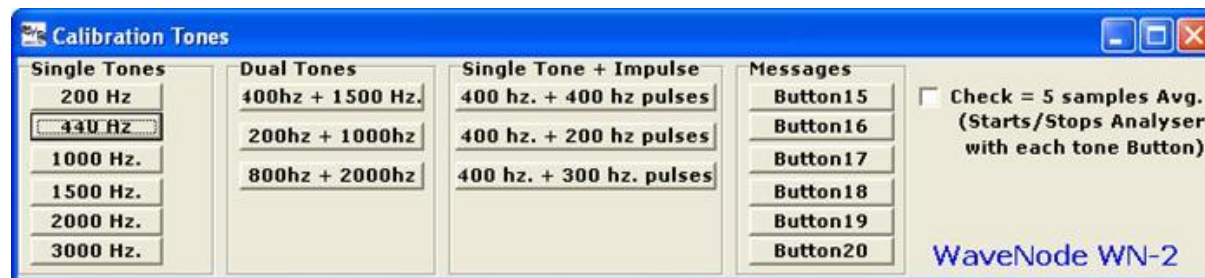 Calibration Tones
Single Tones
200 Hz
440 Hz
1000 Hz.
1500 Hz.
2000 Hz.
3000 Hz.
Dual Tones
400hz + 1500 Hz.
200hz + 1000hz
800hz + 2000hz
Single Tone + Impulse
400 hz. + 400 hz pulses
400 hz. + 200 hz pulses
400 hz. + 300 hz. pulses
Messages
Button15
Button16
Button17
Button18
Button19
Button20
Check = 5 samples Avg.
(Starts/Stops Analyser
with each tone Button)
WaveNode WN-2